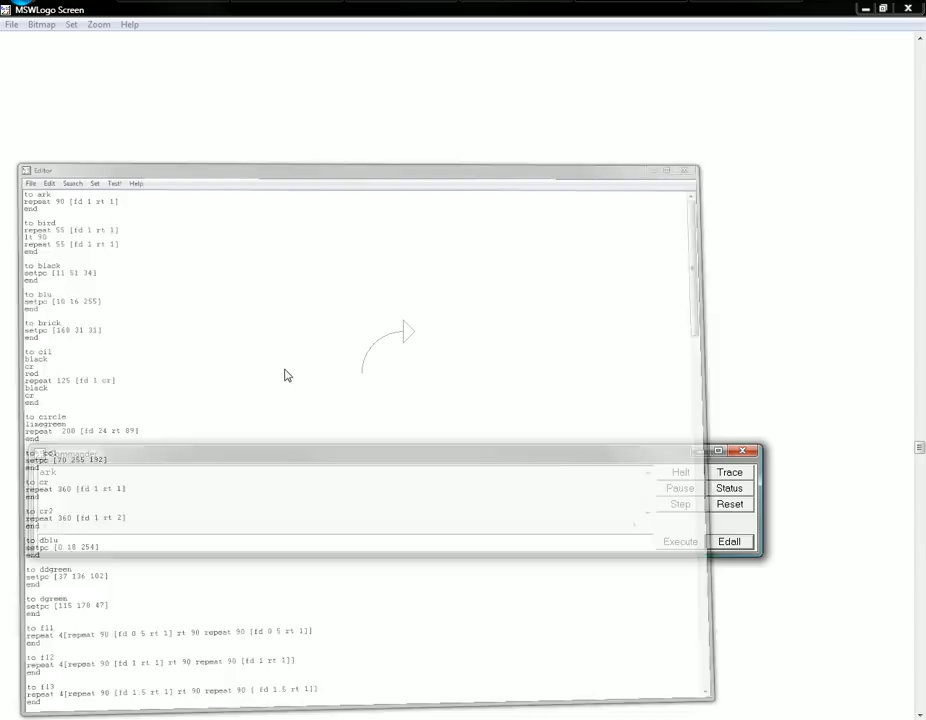 MSWLogo Screen
File Bitmap Set Zoom Help
Editor
File Edit Search Set Test! Help
to ark
repeat 90 [fd 1 rt 1]
end
to bird
repeat 55 [fd 1 rt 1]
lt 90
repeat 55 [fd 1 rt 1]
end
to black
setpc [11 51 34]
end
to blu
setpc [10 16 255]
end
to brick
setpc [168 31 31]
end
to cil
black
cr
red
repeat 125 [fd 1 cr]
black
cr
end
to circle
limegreen
repeat 200 [fd 24 rt 89]
end
to
setpc [70 255 192]
end
to cr
repeat 360 [fd 1 rt 1]
end
to cr2
repeat 360 [fd 1 rt 2]
end
to dblu
setpc [0 18 254]
end
to ddgreen
setpc [37 136 102]
end
to dgreen
setpc [115 170 47]
end
to fl1
repeat 4[repeat 90 [fd 0 5 rt 1] rt 90 repeat 90 [fd 0 5 rt 1]]
end
to fl2
repeat 4[repeat 90 [fd 1 rt 1] rt 90 repeat 90 [fd 1 rt 1]]
end
to fl3
repeat 4[repeat 90 [fd 1.5 rt 1] rt 90 repeat 90 [ fd 1.5 rt 1]]
end
Commander
ark
Halt Trace
Pause Status
Step Reset
Execute Edall